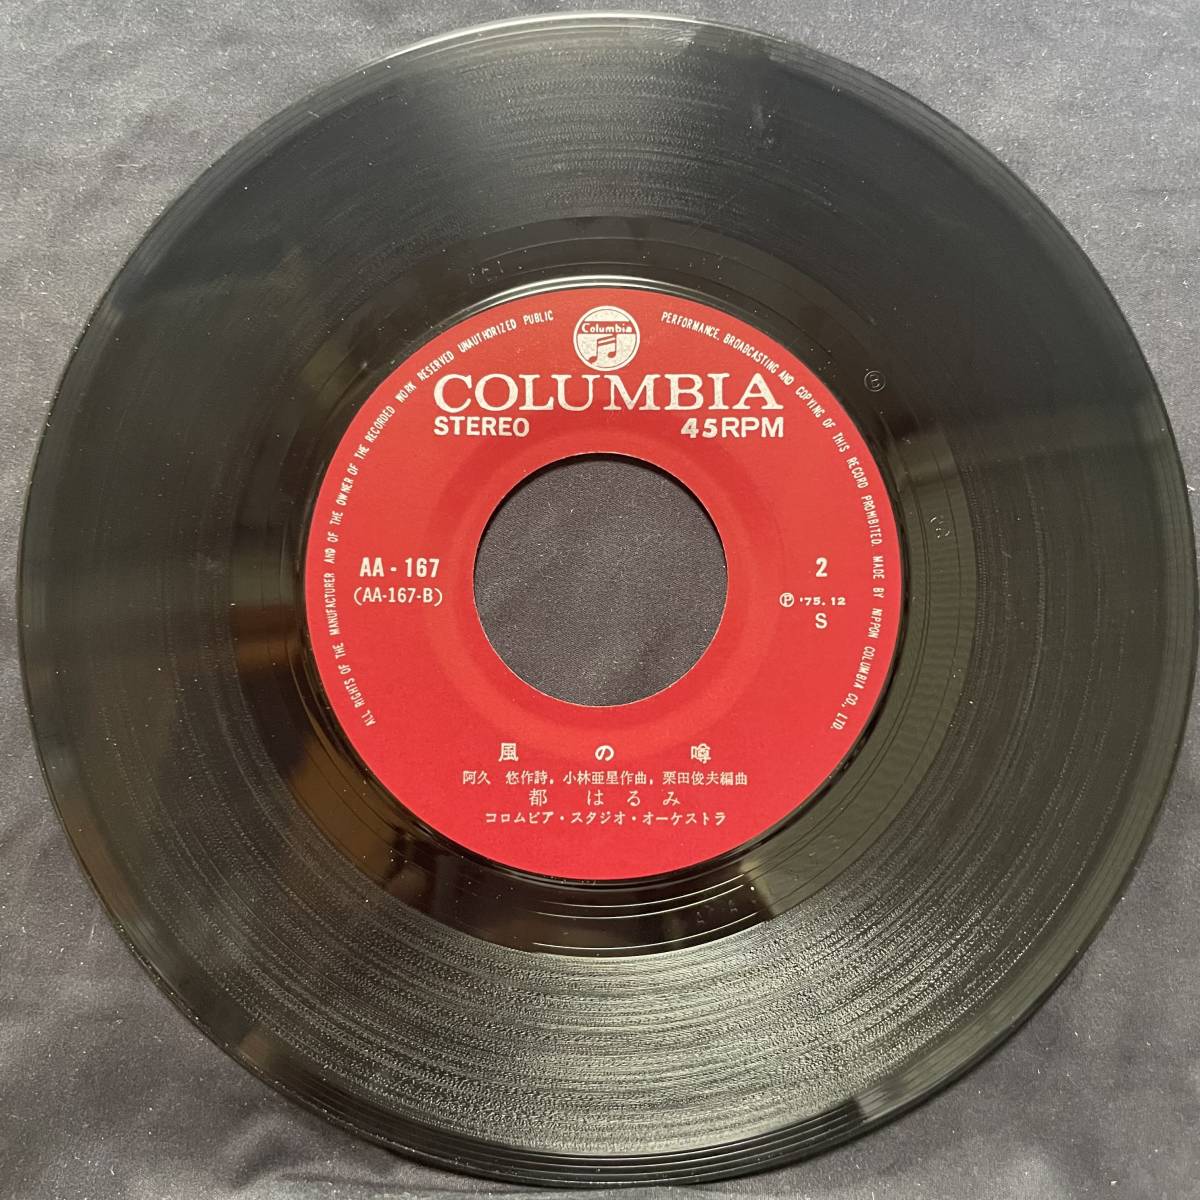 Columbia
COLUMBIA
STEREO 45RPM
ALL RIGHTS OF THE MANUFACTURER AND OF THE OWNER OF THE RECORDED WORK RESERVED UNAUTHORIZED PUBLIC PERFORMANCE, BROADCASTING AND COPYING OF THIS RECORD PROHIBITED. MADE BY NIPPON COLUMBIA CO., LTD.
AA - 167 2
(AA-167-B) Ⓟ '75.12
S
風の噂
阿久 悠作詩, 小林亜星作曲, 栗田俊夫編曲
都 はるみ
コロムビア・スタジオ・オーケストラ